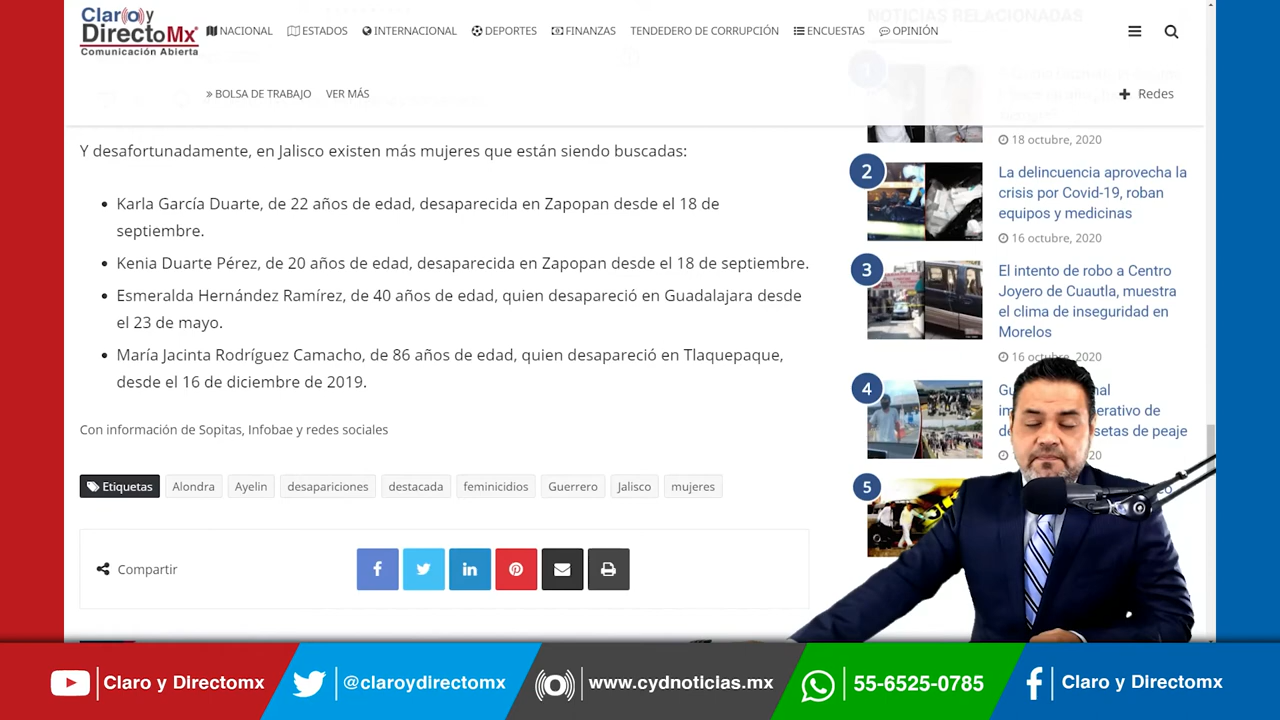 Claro y
DirectoMx
Comunicación Abierta
NACIONAL
ESTADOS
INTERNACIONAL
DEPORTES
FINANZAS
TENDEDERO DE CORRUPCIÓN
ENCUESTAS
OPINIÓN
» BOLSA DE TRABAJO
VER MÁS
Redes
NOTICIAS RELACIONADAS
Y desafortunadamente, en Jalisco existen más mujeres que están siendo buscadas:
• Karla García Duarte, de 22 años de edad, desaparecida en Zapopan desde el 18 de
septiembre.
• Kenia Duarte Pérez, de 20 años de edad, desaparecida en Zapopan desde el 18 de septiembre.
• Esmeralda Hernández Ramírez, de 40 años de edad, quien desapareció en Guadalajara desde
el 23 de mayo.
• María Jacinta Rodríguez Camacho, de 86 años de edad, quien desapareció en Tlaquepaque,
desde el 16 de diciembre de 2019.
Con información de Sopitas, Infobae y redes sociales
Etiquetas
Alondra
Ayelin
desapariciones
destacada
feminicidios
Guerrero
Jalisco
mujeres
Compartir
1
18 octubre, 2020
2
La delincuencia aprovecha la
crisis por Covid-19, roban
equipos y medicinas
16 octubre, 2020
3
El intento de robo a Centro
Joyero de Cuautla, muestra
el clima de inseguridad en
Morelos
16 octubre, 2020
4
de peaje
5
Claro y Directomx
@claroydirectomx
www.cydnoticias.mx
55-6525-0785
Claro y Directomx